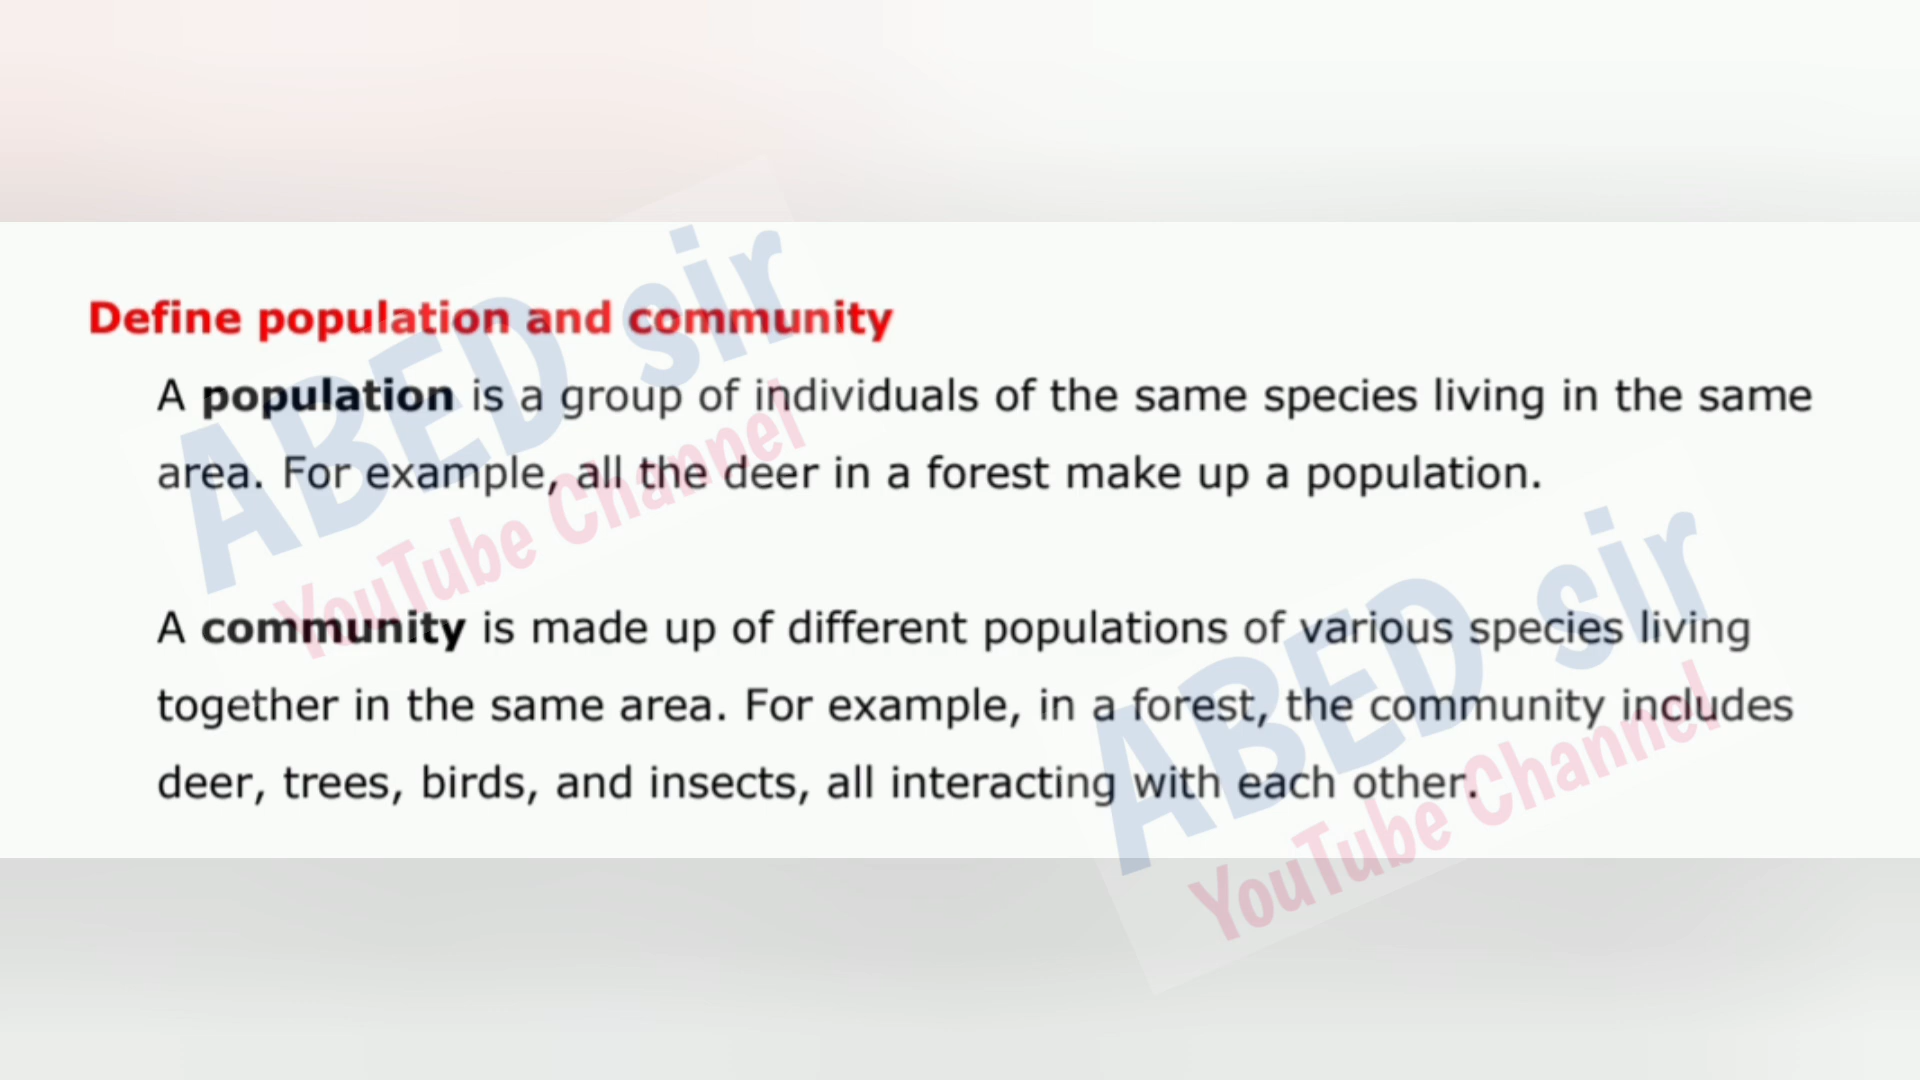 Define population and community
A population is a group of individuals of the same species living in the same
area. For example, all the deer in a forest make up a population.
A community is made up of different populations of various species living
together in the same area. For example, in a forest, the community includes
deer, trees, birds, and insects, all interacting with each other.
ABED sir
YouTube Channel
ABED sir
YouTube Channel